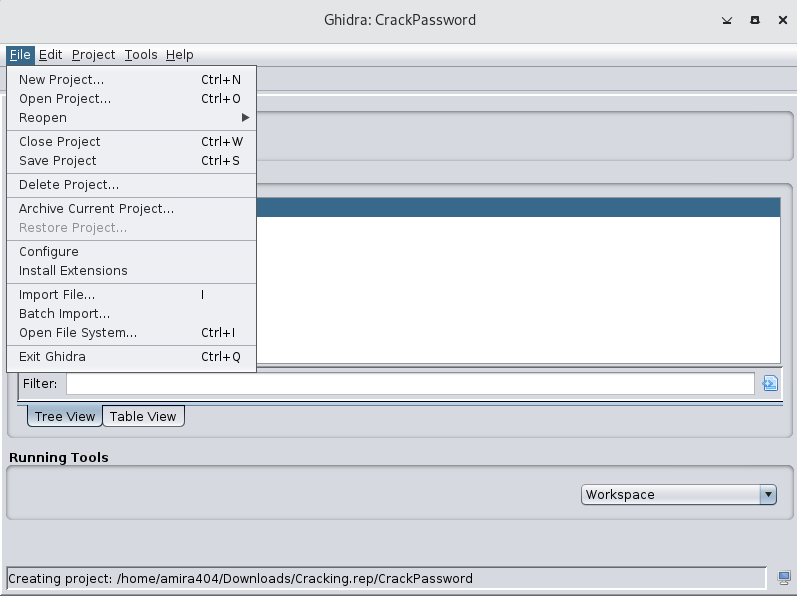 Ghidra: CrackPassword
File Edit Project Tools Help
New Project... Ctrl+N
Open Project... Ctrl+O
Reopen
Close Project Ctrl+W
Save Project Ctrl+S
Delete Project...
Archive Current Project...
Restore Project...
Configure
Install Extensions
Import File... I
Batch Import...
Open File System... Ctrl+I
Exit Ghidra Ctrl+Q
Filter:
Tree View Table View
Running Tools
Workspace
Creating project: /home/amira404/Downloads/Cracking.rep/CrackPassword